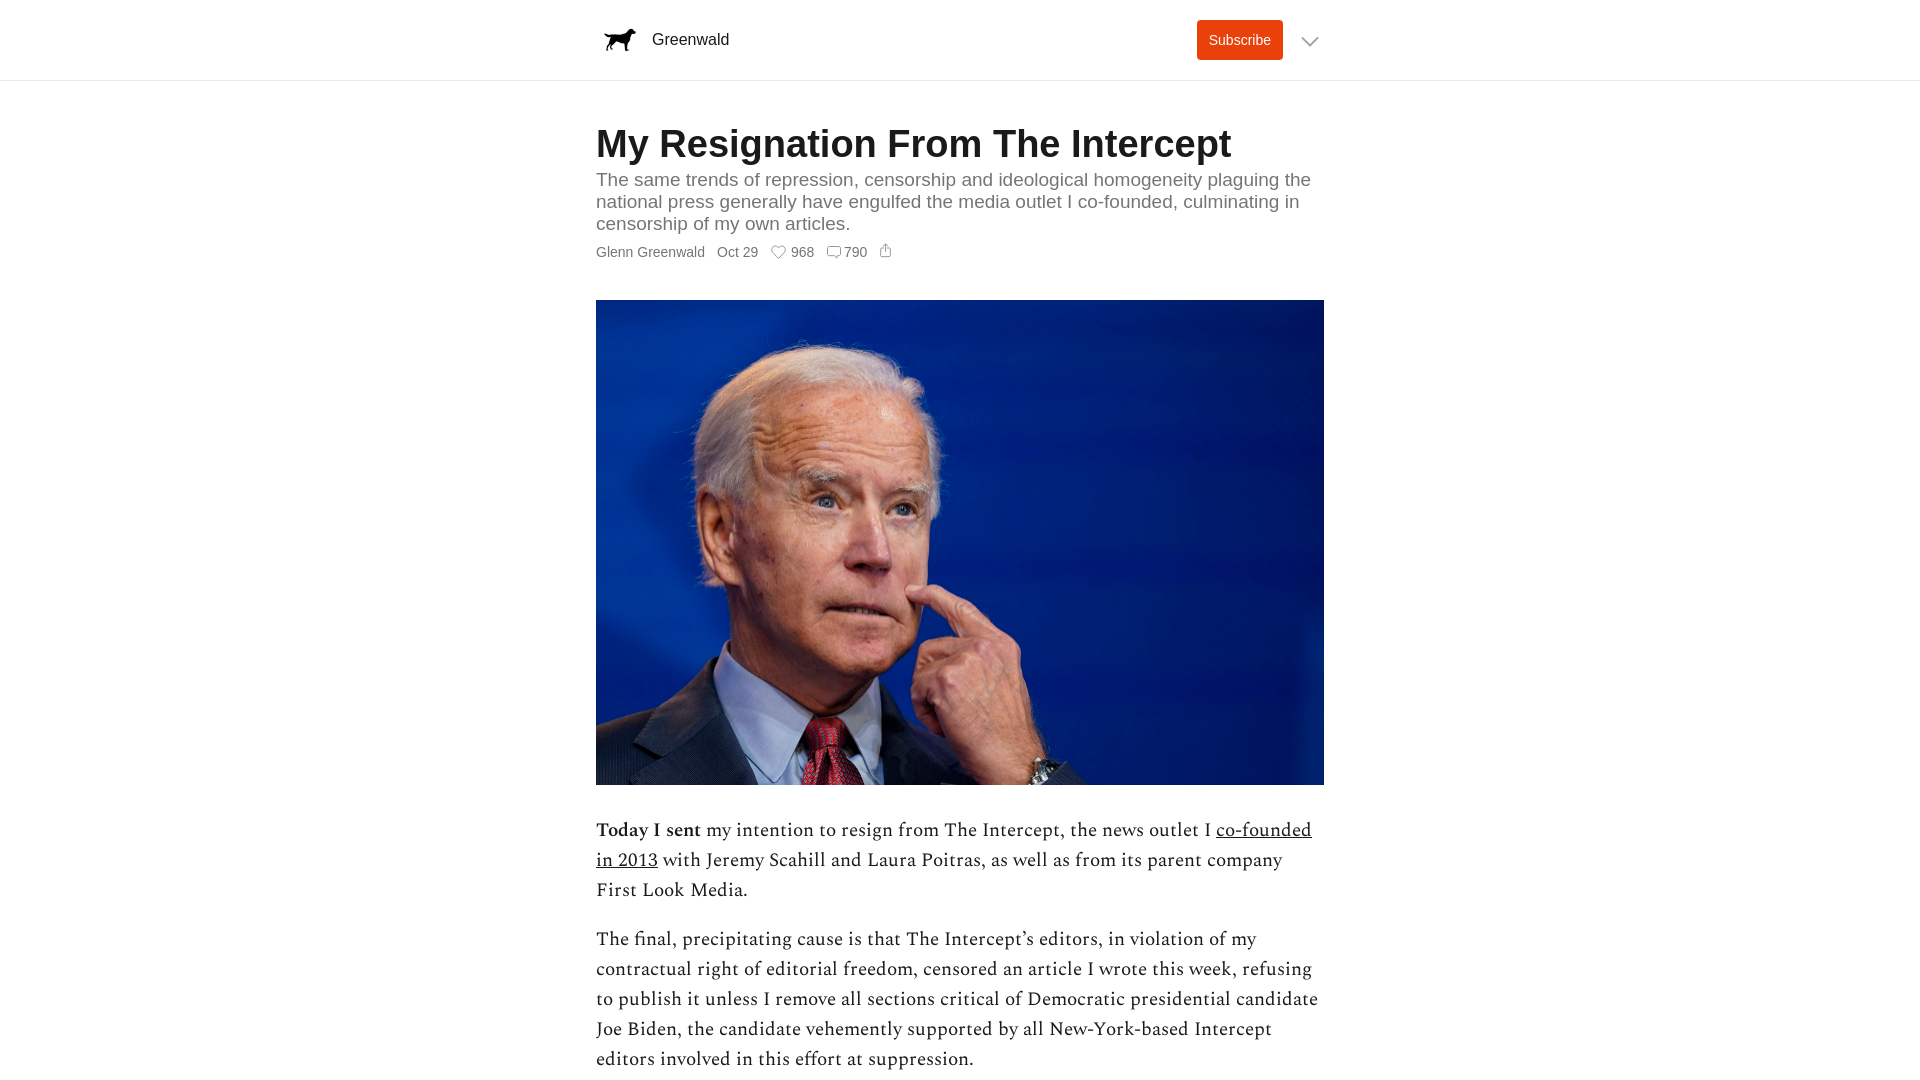 Greenwald
Subscribe
My Resignation From The Intercept
The same trends of repression, censorship and ideological homogeneity plaguing the
national press generally have engulfed the media outlet I co-founded, culminating in
censorship of my own articles.
Glenn Greenwald Oct 29 968 790
Today I sent my intention to resign from The Intercept, the news outlet I co-founded
in 2013 with Jeremy Scahill and Laura Poitras, as well as from its parent company
First Look Media.
The final, precipitating cause is that The Intercept’s editors, in violation of my
contractual right of editorial freedom, censored an article I wrote this week, refusing
to publish it unless I remove all sections critical of Democratic presidential candidate
Joe Biden, the candidate vehemently supported by all New-York-based Intercept
editors involved in this effort at suppression.